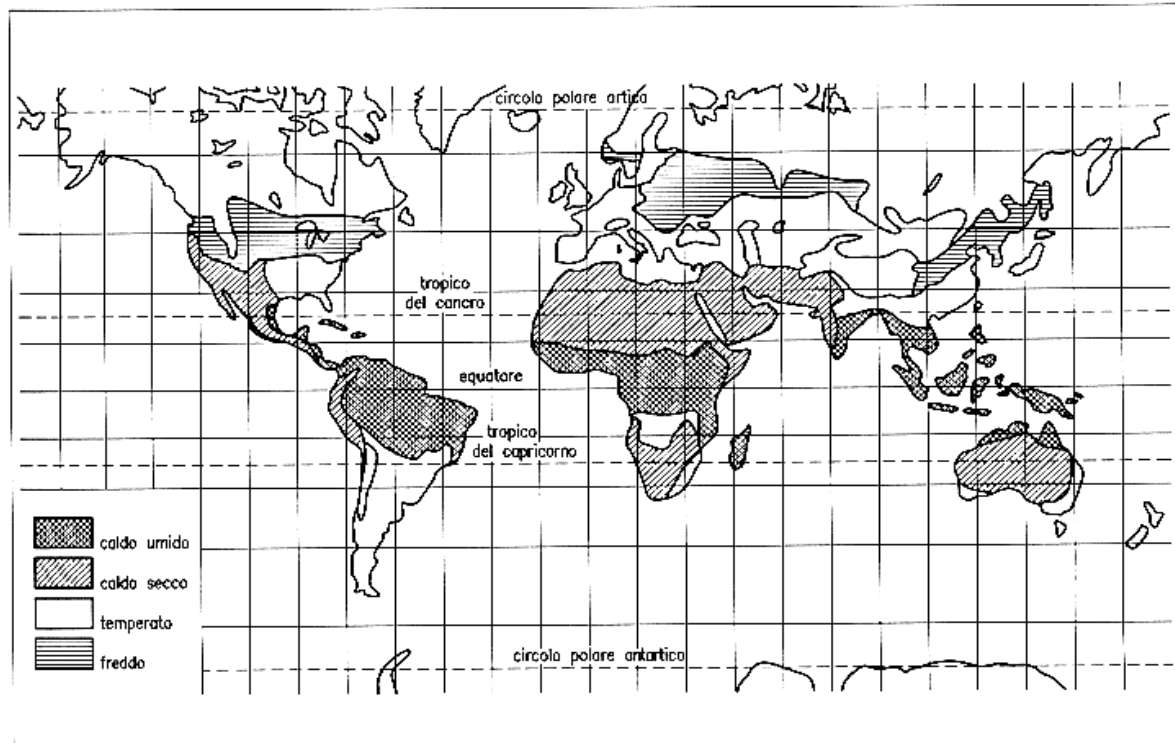 circolo polare artico
tropico
del cancro
equatore
tropico
del capricorno
caldo umido
caldo secco
temperato
freddo
circolo polare antartico